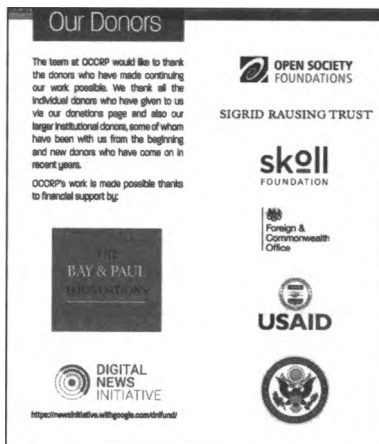 Our Donors
The team at OCCRP would like to thank
the donors who have made continuing
our work possible. We thank all the
individual donors who have given to us
via our donations page and also our
larger institutional donors, some of whom
have been with us from the beginning
and new donors who have come on in
recent years.
OCCRP's work is made possible thanks
to financial support by:
THE
BAY & PAUL
FOUNDATIONS
DIGITAL
NEWS
INITIATIVE
https://newsinitiative.withgoogle.com/dnifund/
OPEN SOCIETY
FOUNDATIONS
SIGRID RAUSING TRUST
skoll
FOUNDATION
Foreign &
Commonwealth
Office
USAID